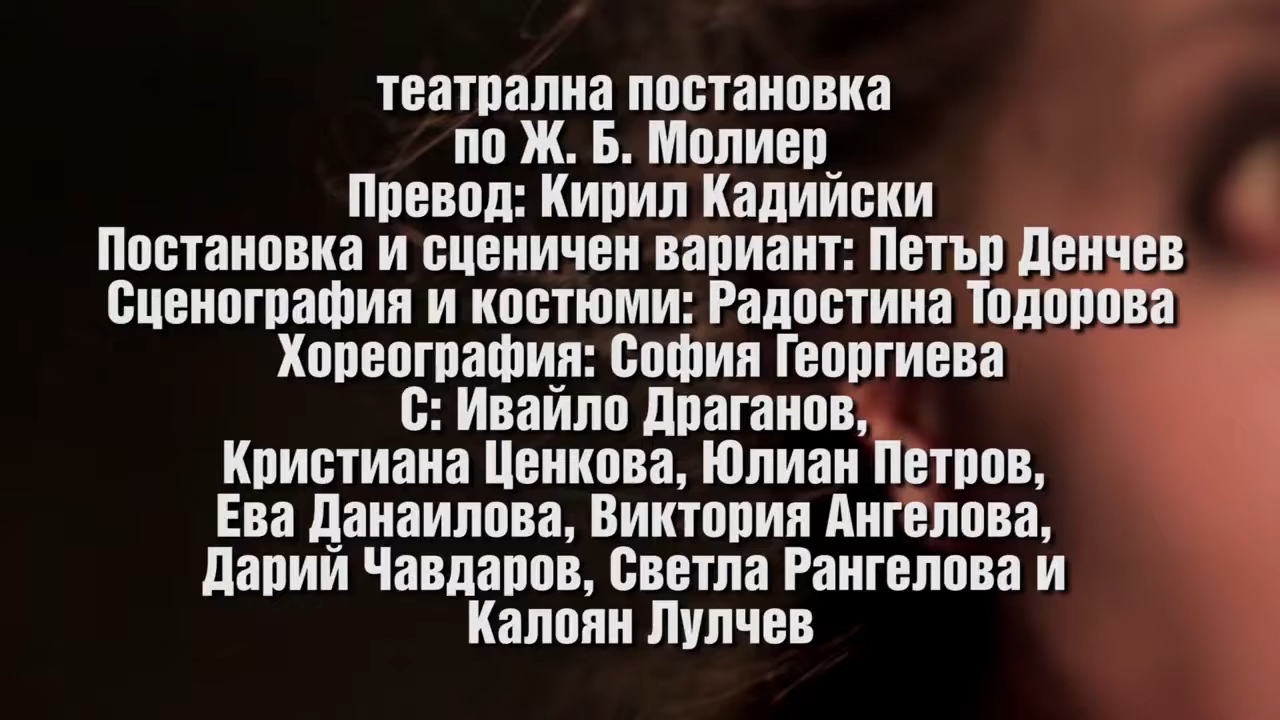 театрална постановка
по Ж. Б. Молиер
Превод: Кирил Кадийски
Постановка и сценичен вариант: Петър Денчев
Сценография и костюми: Радостина Тодорова
Хореография: София Георгиева
С: Ивайло Драганов,
Кристиана Ценкова, Юлиан Петров,
Ева Данаилова, Виктория Ангелова,
Дарий Чавдаров, Светла Рангелова и
Калоян Лулчев